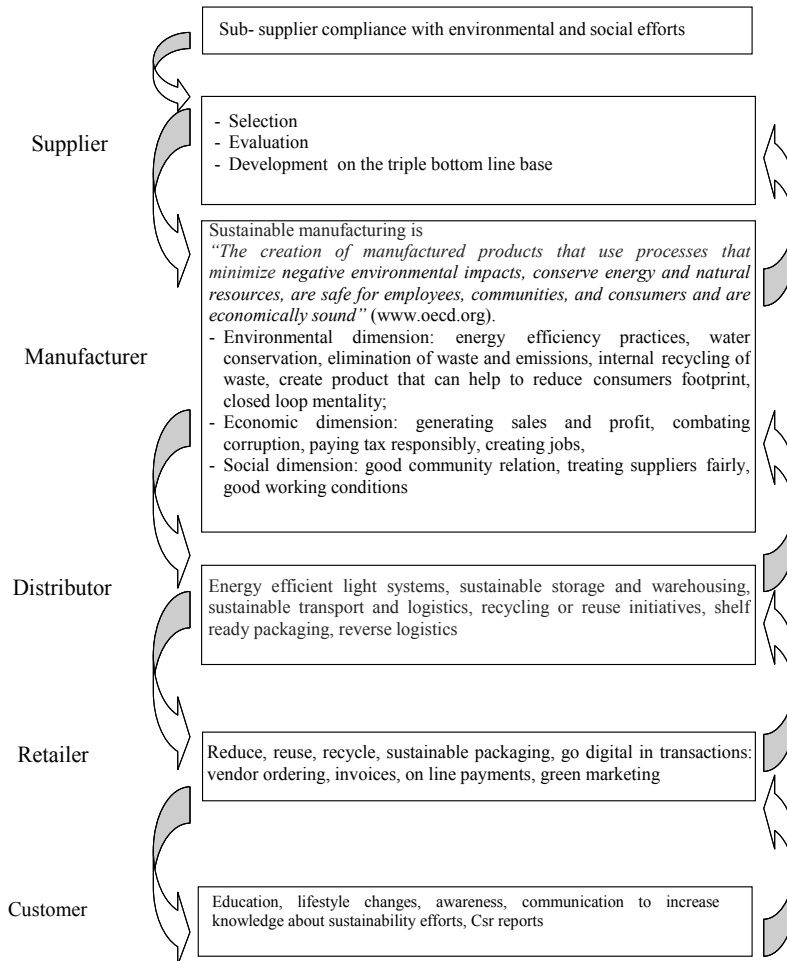 Sub- supplier compliance with environmental and social efforts
Supplier
- Selection
- Evaluation
- Development on the triple bottom line base
Manufacturer
Sustainable manufacturing is
“The creation of manufactured products that use processes that
minimize negative environmental impacts, conserve energy and natural
resources, are safe for employees, communities, and consumers and are
economically sound” (www.oecd.org).
- Environmental dimension: energy efficiency practices, water
conservation, elimination of waste and emissions, internal recycling of
waste, create product that can help to reduce consumers footprint,
closed loop mentality;
- Economic dimension: generating sales and profit, combating
corruption, paying tax responsibly, creating jobs,
- Social dimension: good community relation, treating suppliers fairly,
good working conditions
Distributor
Energy efficient light systems, sustainable storage and warehousing,
sustainable transport and logistics, recycling or reuse initiatives, shelf
ready packaging, reverse logistics
Retailer
Reduce, reuse, recycle, sustainable packaging, go digital in transactions:
vendor ordering, invoices, on line payments, green marketing
Customer
Education, lifestyle changes, awareness, communication to increase
knowledge about sustainability efforts, Csr reports